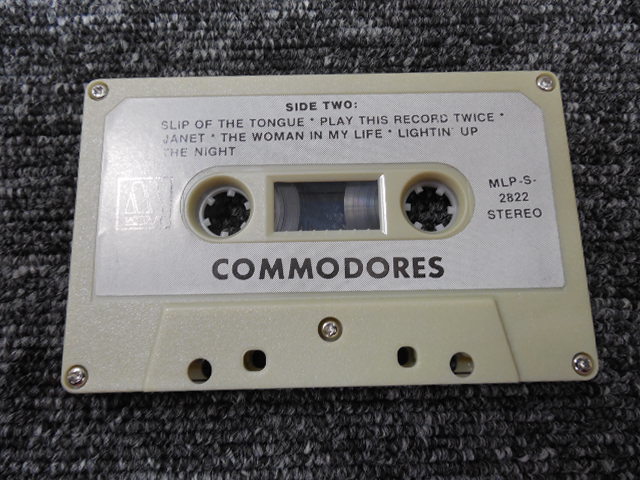 SIDE TWO:
SLIP OF THE TONGUE * PLAY THIS RECORD TWICE *
JANET * THE WOMAN IN MY LIFE * LIGHTIN' UP
THE NIGHT
MLP-S-
2822
STEREO
COMMODORES